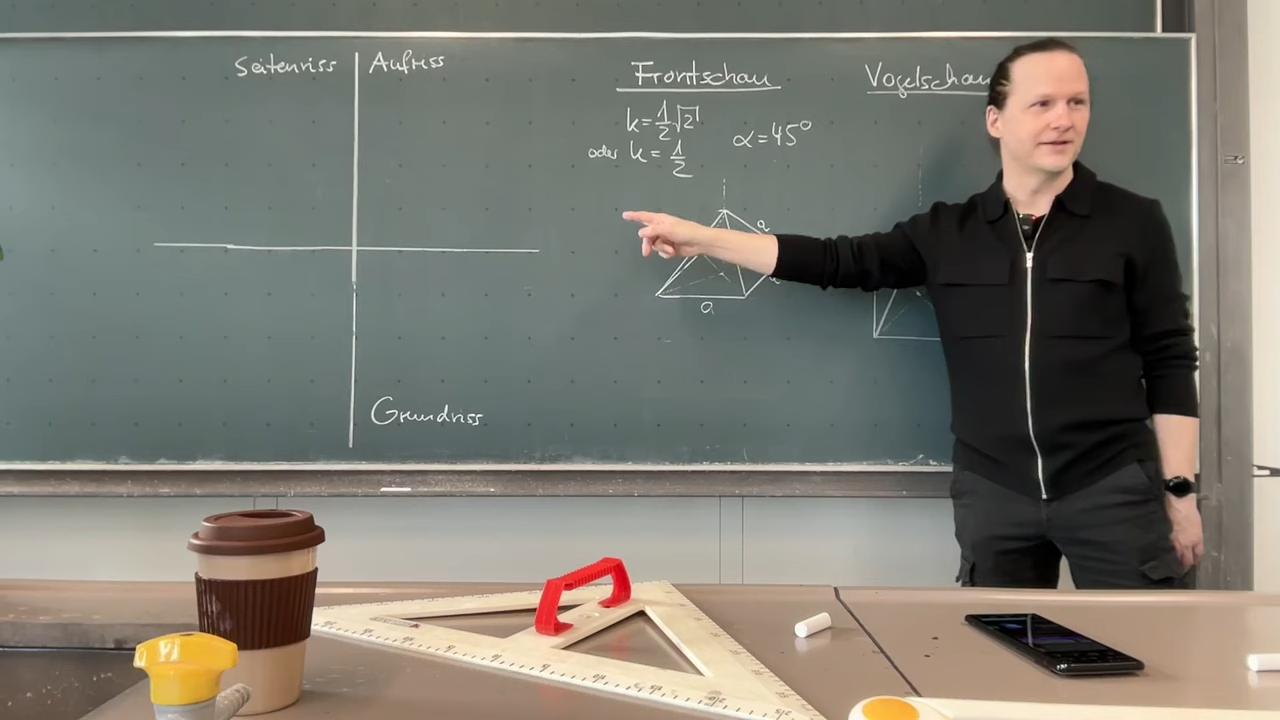 Seitenriss Aufriss
Grundriss
Frontschau
k=1/2√2
oder k=1/2
α=45°
a
a
Vogelschau